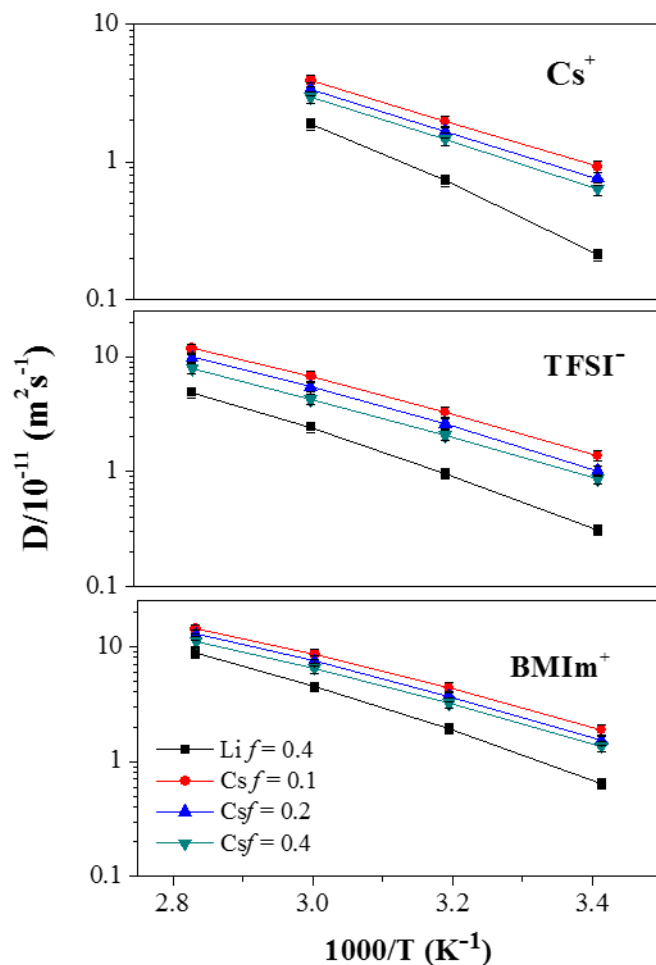 10
Cs⁺
1
0.1
10
TFSI⁻
1
0.1
10
BMIm⁺
1
0.1
Li f = 0.4
Cs f = 0.1
Cs f = 0.2
Cs f = 0.4
2.8 3.0 3.2 3.4
1000/T (K⁻¹)
D/10⁻¹¹ (m²s⁻¹)